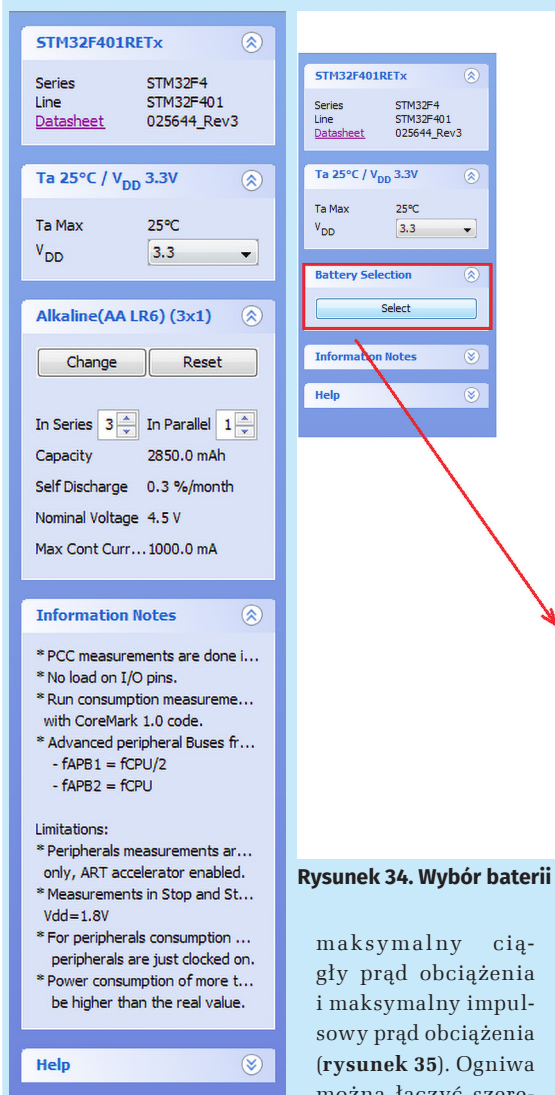 STM32F401RETx
Series STM32F4
Line STM32F401
Datasheet 025644_Rev3
Ta 25°C / VDD 3.3V
Ta Max 25°C
VDD 3.3
Alkaline(AA LR6) (3x1)
Change Reset
In Series 3 In Parallel 1
Capacity 2850.0 mAh
Self Discharge 0.3 %/month
Nominal Voltage 4.5 V
Max Cont Curr... 1000.0 mA
Information Notes
* PCC measurements are done i...
* No load on I/O pins.
* Run consumption measureme...
with CoreMark 1.0 code.
* Advanced peripheral Buses fr...
- fAPB1 = fCPU/2
- fAPB2 = fCPU
Limitations:
* Peripherals measurements ar...
only, ART accelerator enabled.
* Measurements in Stop and St...
Vdd=1.8V
* For peripherals consumption ...
peripherals are just clocked on.
* Power consumption of more t...
be higher than the real value.
Help
STM32F401RETx
Series STM32F4
Line STM32F401
Datasheet 025644_Rev3
Ta 25°C / VDD 3.3V
Ta Max 25°C
VDD 3.3
Battery Selection
Select
Information Notes
Help
Rysunek 34. Wybór baterii
maksymalny cią-
gły prąd obciążenia
i maksymalny impul-
sowy prąd obciążenia
(rysunek 35). Ogniwa
można łączyć szere-